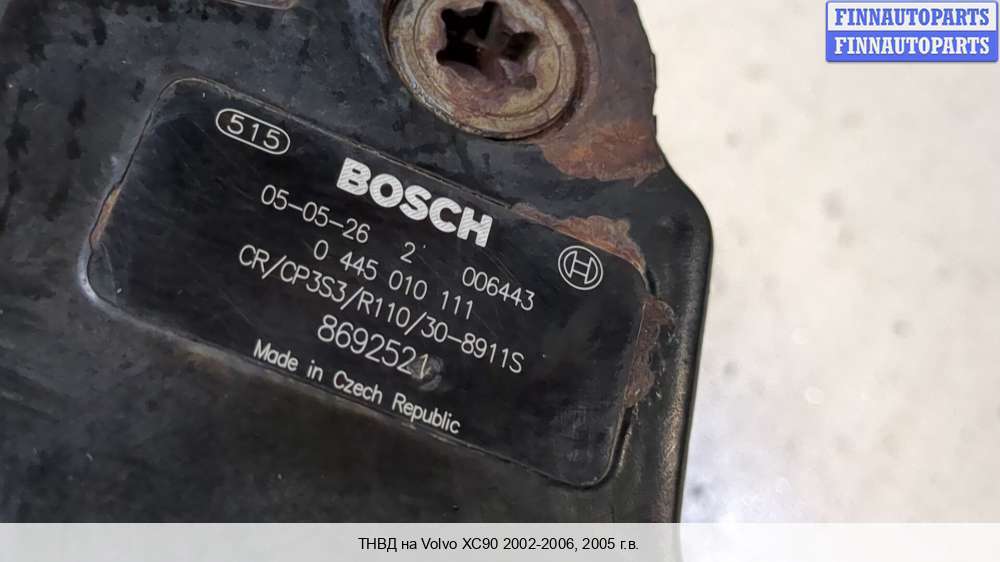 FINNAUTOPARTS
FINNAUTOPARTS
515
BOSCH
05-05-26 2 006443
0 445 010 111
CR/CP3S3/R110/30-8911S
8692521
Made in Czech Republic
ТНВД на Volvo XC90 2002-2006, 2005 г.в.